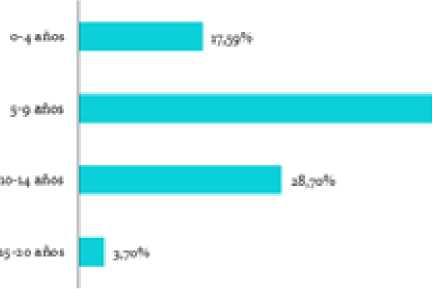 0-4 años 17,59%
5-9 años
10-14 años 28,70%
15-20 años 3,70%